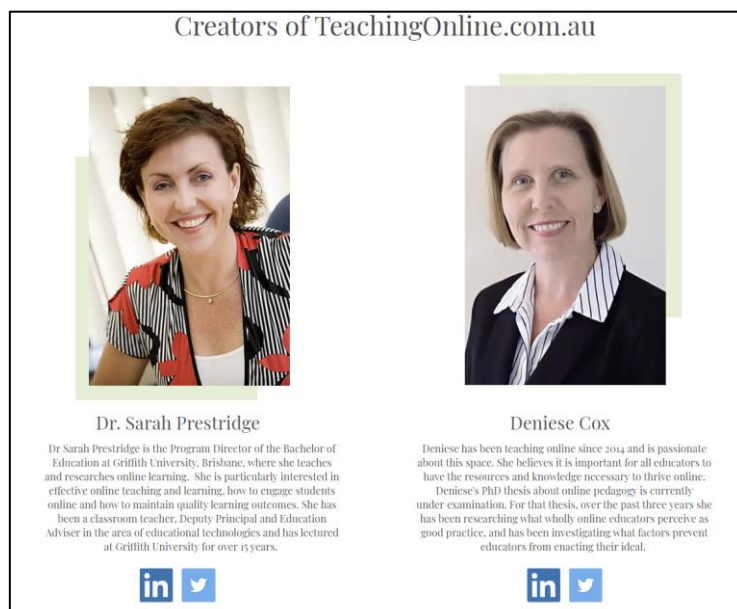 Creators of TeachingOnline.com.au
Dr. Sarah Prestridge
Dr Sarah Prestridge is the Program Director of the Bachelor of
Education at Griffith University, Brisbane, where she teaches
and researches online learning. She is particularly interested in
effective online teaching and learning, how to engage students
online and how to maintain quality learning outcomes. She has
been a classroom teacher, Deputy Principal and Education
Adviser in the area of educational technologies and has lectured
at Griffith University for over 15 years.
in
Deniese Cox
Deniese has been teaching online since 2014 and is passionate
about this space. She believes it is important for all educators to
have the resources and knowledge necessary to thrive online.
Deniese's PhD thesis about online pedagogy is currently
under examination. For that thesis, over the past three years she
has been researching what wholly online educators perceive as
good practice, and has been investigating what factors prevent
educators from enacting their ideal.
in